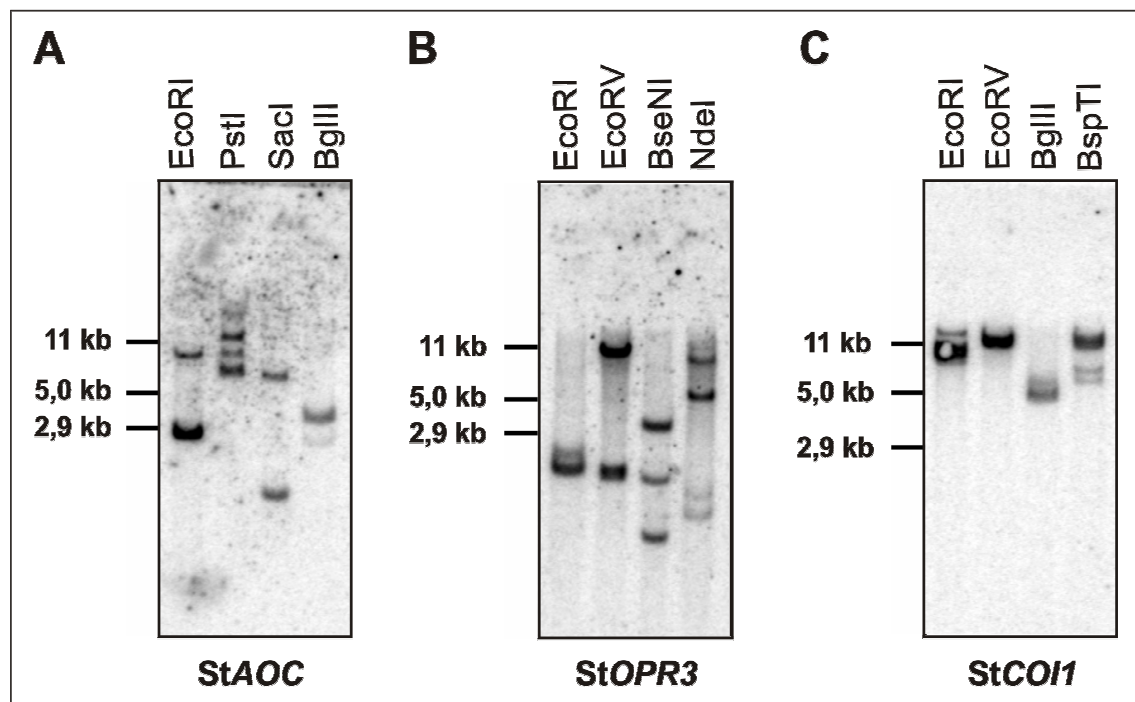 A
EcoRI
PstI
SacI
BglII
11 kb
5,0 kb
2,9 kb
StAOC
B
EcoRI
EcoRV
BseNI
NdeI
11 kb
5,0 kb
2,9 kb
StOPR3
C
EcoRI
EcoRV
BglII
BspTI
11 kb
5,0 kb
2,9 kb
StCOI1